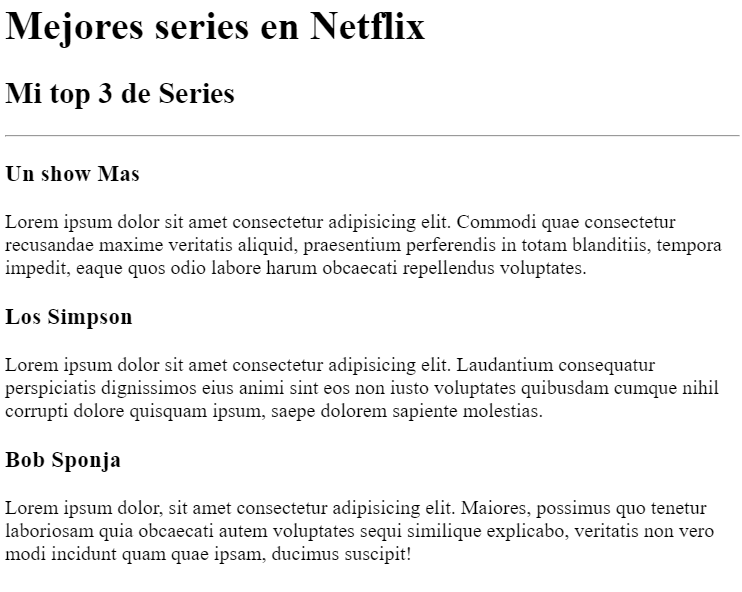 Mejores series en Netflix
Mi top 3 de Series
Un show Mas
Lorem ipsum dolor sit amet consectetur adipisicing elit. Commodi quae consectetur
recusandae maxime veritatis aliquid, praesentium perferendis in totam blanditiis, tempora
impedit, eaque quos odio labore harum obcaecati repellendus voluptates.
Los Simpson
Lorem ipsum dolor sit amet consectetur adipisicing elit. Laudantium consequatur
perspiciatis dignissimos eius animi sint eos non iusto voluptates quibusdam cumque nihil
corrupti dolore quisquam ipsum, saepe dolorem sapiente molestias.
Bob Sponja
Lorem ipsum dolor, sit amet consectetur adipisicing elit. Maiores, possimus quo tenetur
laboriosam quia obcaecati autem voluptates sequi similique explicabo, veritatis non vero
modi incidunt quam quae ipsam, ducimus suscipit!